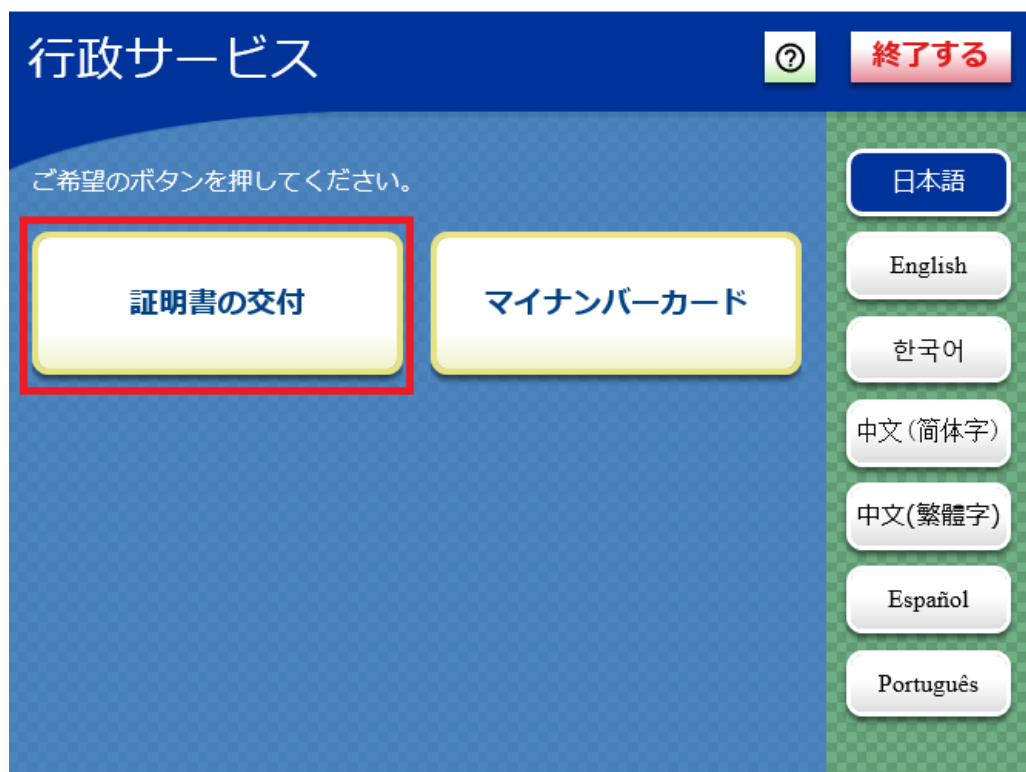 行政サービス
?
終了する
ご希望のボタンを押してください。
証明書の交付
マイナンバーカード
日本語
English
한국어
中文(简体字)
中文(繁體字)
Español
Português